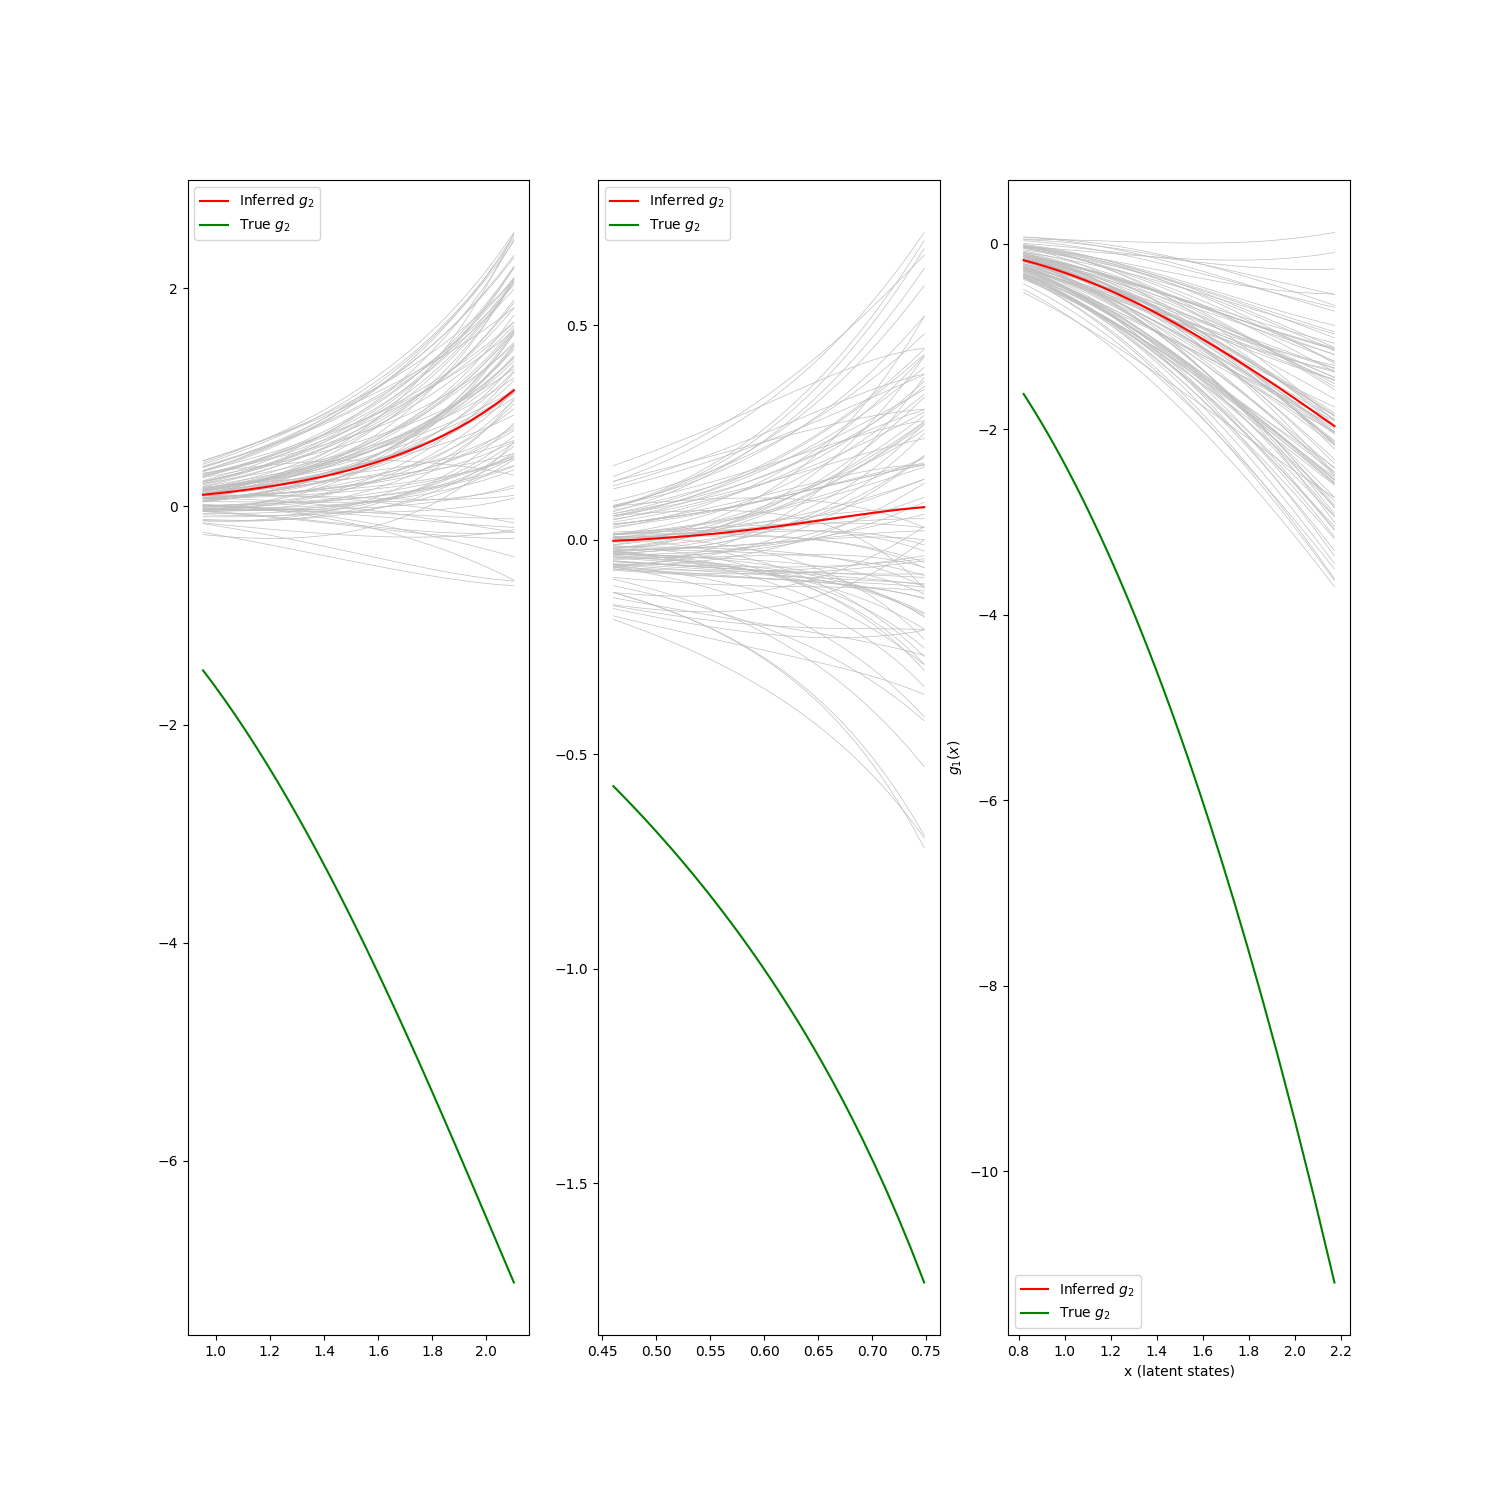 Inferred g₂
True g₂
2
0
−2
−4
−6
1.0 1.2 1.4 1.6 1.8 2.0
Inferred g₂
True g₂
0.5
0.0
−0.5
−1.0
−1.5
0.45 0.50 0.55 0.60 0.65 0.70 0.75
g₁(x)
0
−2
−4
−6
−8
−10
Inferred g₂
True g₂
0.8 1.0 1.2 1.4 1.6 1.8 2.0 2.2
x (latent states)